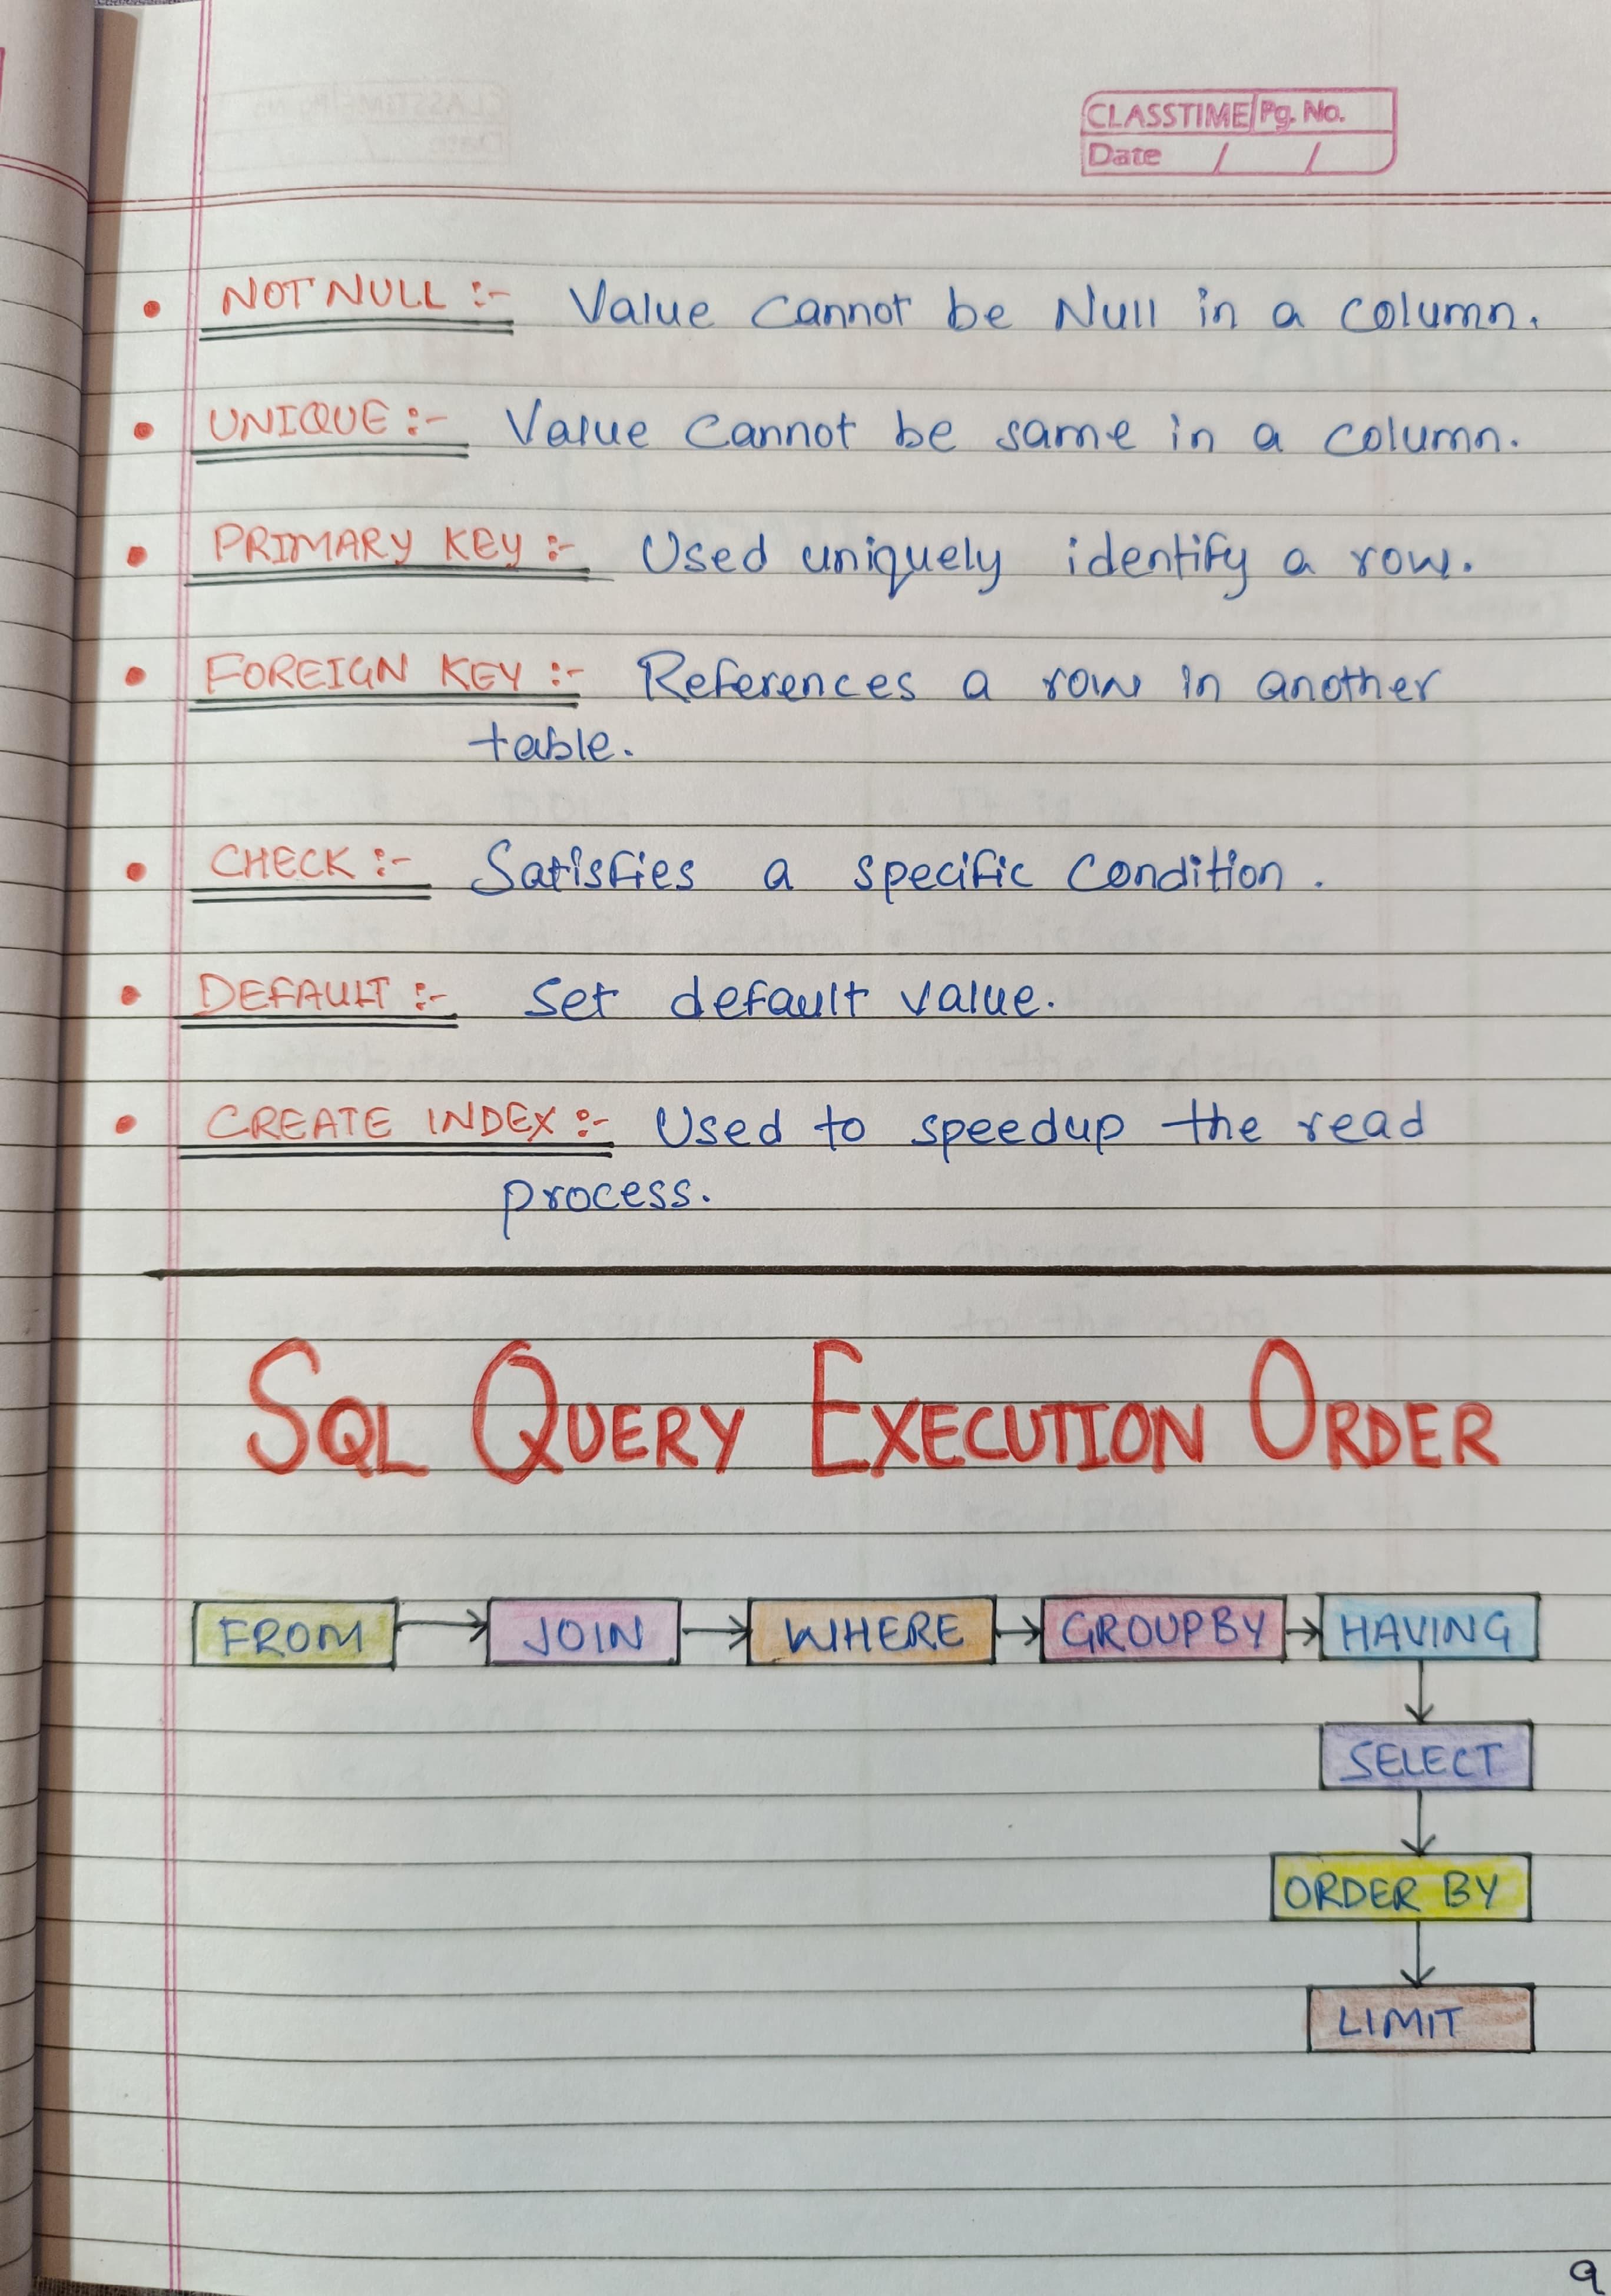 CLASSTIME Pg. No.
Date / /
• NOT NULL :- Value cannot be Null in a column.
• UNIQUE :- Value cannot be same in a column.
• PRIMARY KEY :- Used uniquely identify a row.
• FOREIGN KEY :- References a row in another
table.
• CHECK :- Satisfies a specific condition.
• DEFAULT :- Set default value.
• CREATE INDEX :- Used to speedup the read
process.
SQL QUERY EXECUTION ORDER
FROM → JOIN → WHERE → GROUPBY → HAVING
SELECT
ORDER BY
LIMIT
9